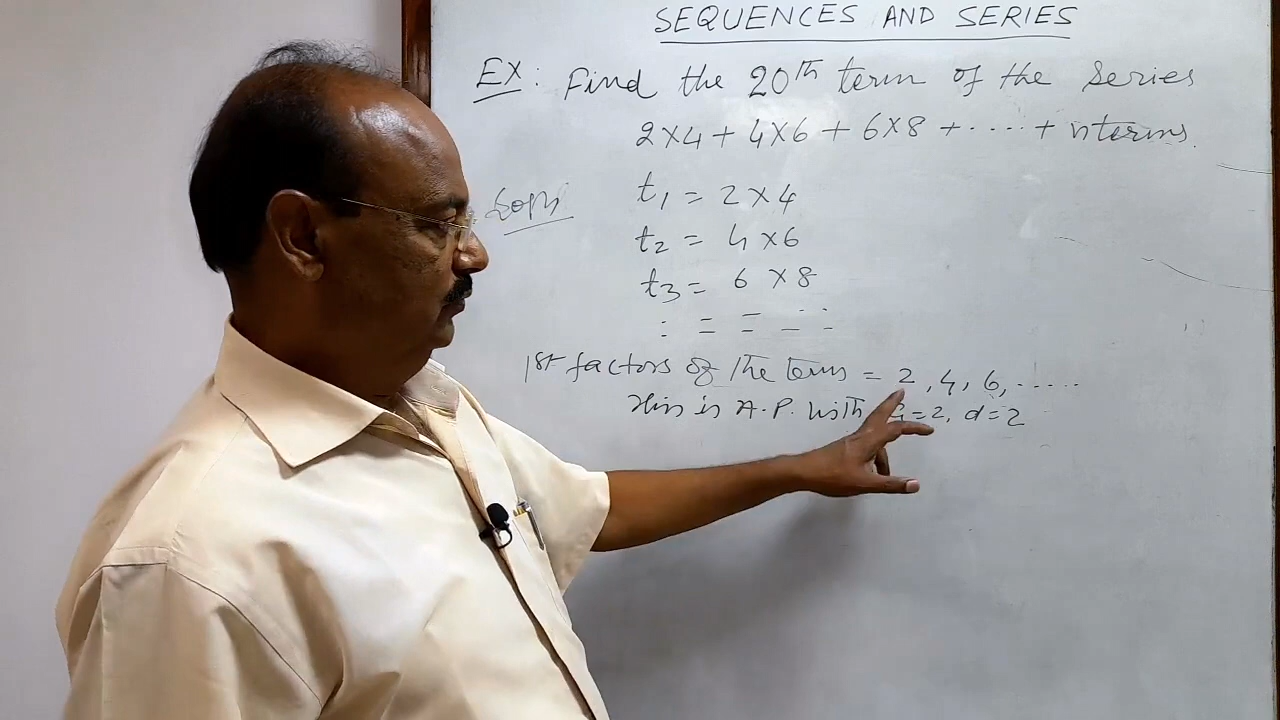 SEQUENCES AND SERIES
EX: Find the 20th term of the series
2×4 + 4×6 + 6×8 + ..... + n terms.
Soln
t1 = 2 × 4
t2 = 4 × 6
t3 = 6 × 8
: = = = : :
1st factors of the terms = 2, 4, 6, .....
This is A.P. with a=2, d=2